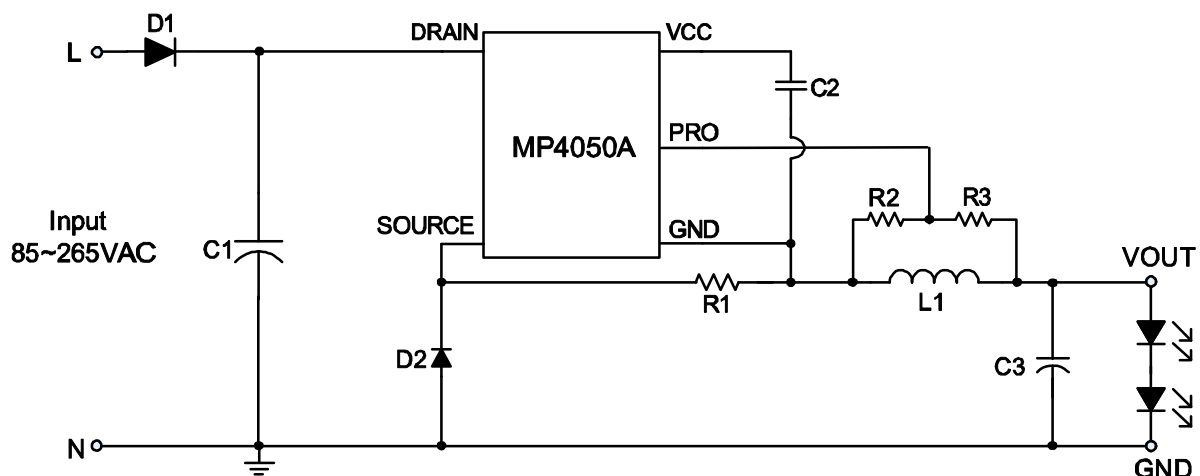 D1
L
DRAIN
VCC
C2
PRO
MP4050A
R2
R3
Input
85~265VAC
C1
SOURCE
GND
VOUT
R1
L1
D2
C3
N
GND